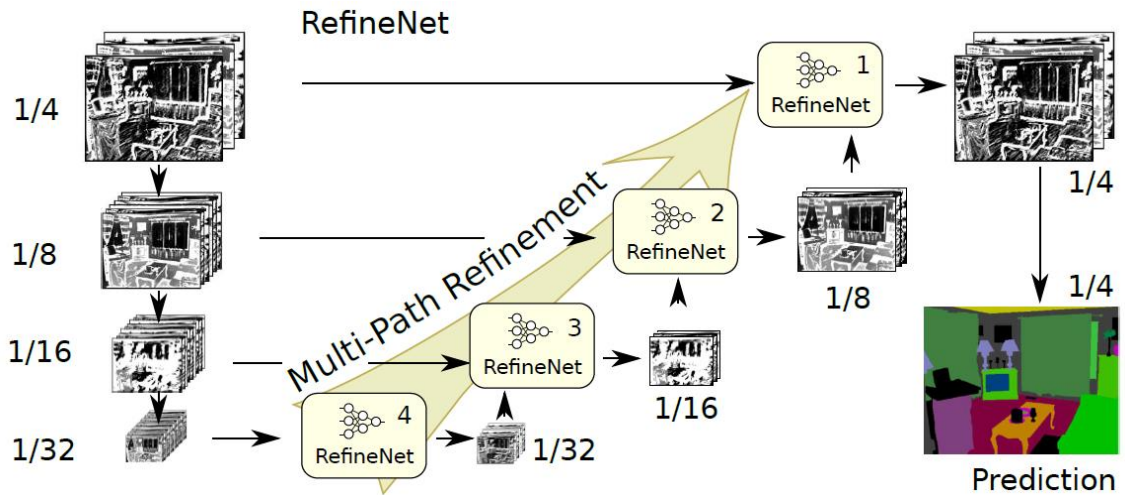 RefineNet
1/4
1
RefineNet
1/4
1/8
2
RefineNet
1/8
1/4
Multi-Path Refinement
1/16
3
RefineNet
1/16
1/32
4
RefineNet
1/32
Prediction